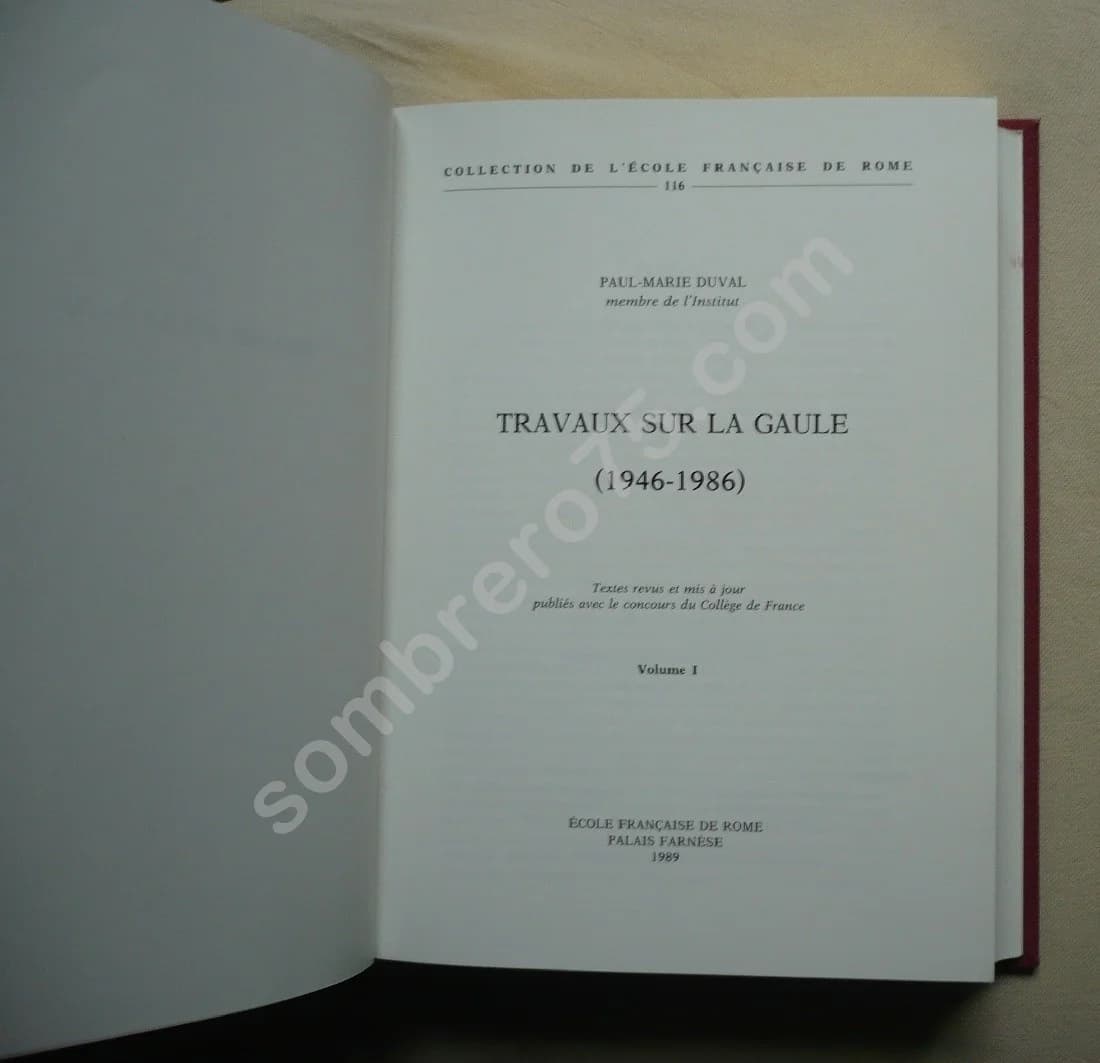 COLLECTION DE L'ÉCOLE FRANÇAISE DE ROME
116
PAUL-MARIE DUVAL
membre de l'Institut
TRAVAUX SUR LA GAULE
(1946-1986)
Textes revus et mis à jour
publiés avec le concours du Collège de France
Volume I
ÉCOLE FRANÇAISE DE ROME
PALAIS FARNÈSE
1989
sombrero75.com